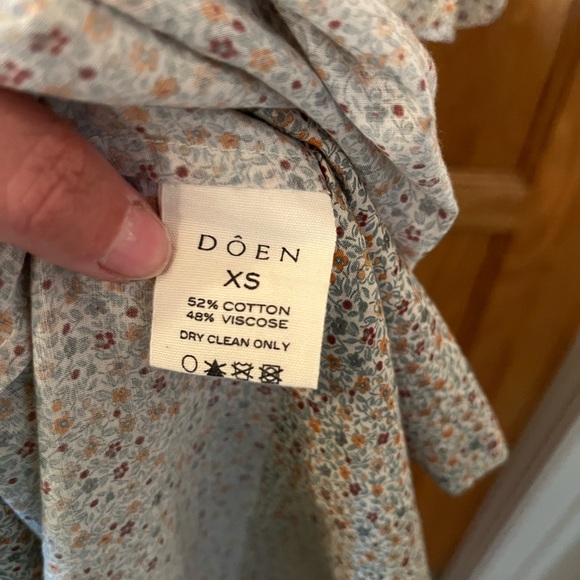 DÔEN
XS
52% COTTON
48% VISCOSE
DRY CLEAN ONLY